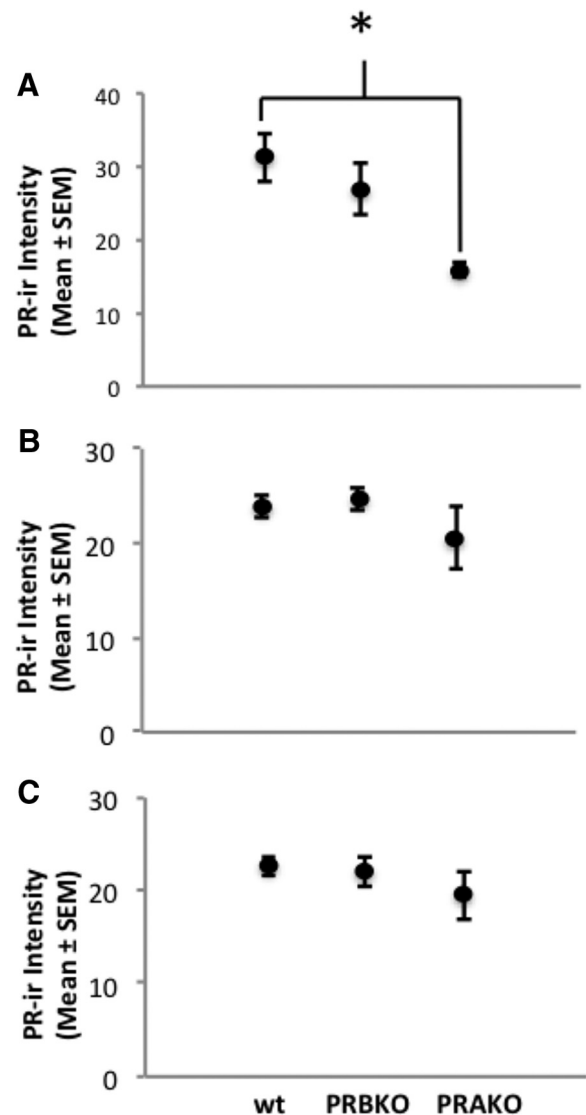 *
A
PR-ir Intensity
(Mean ± SEM)
40
30
20
10
0
B
PR-ir Intensity
(Mean ± SEM)
30
20
10
0
C
PR-ir Intensity
(Mean ± SEM)
30
20
10
0
wt PRBKO PRAKO